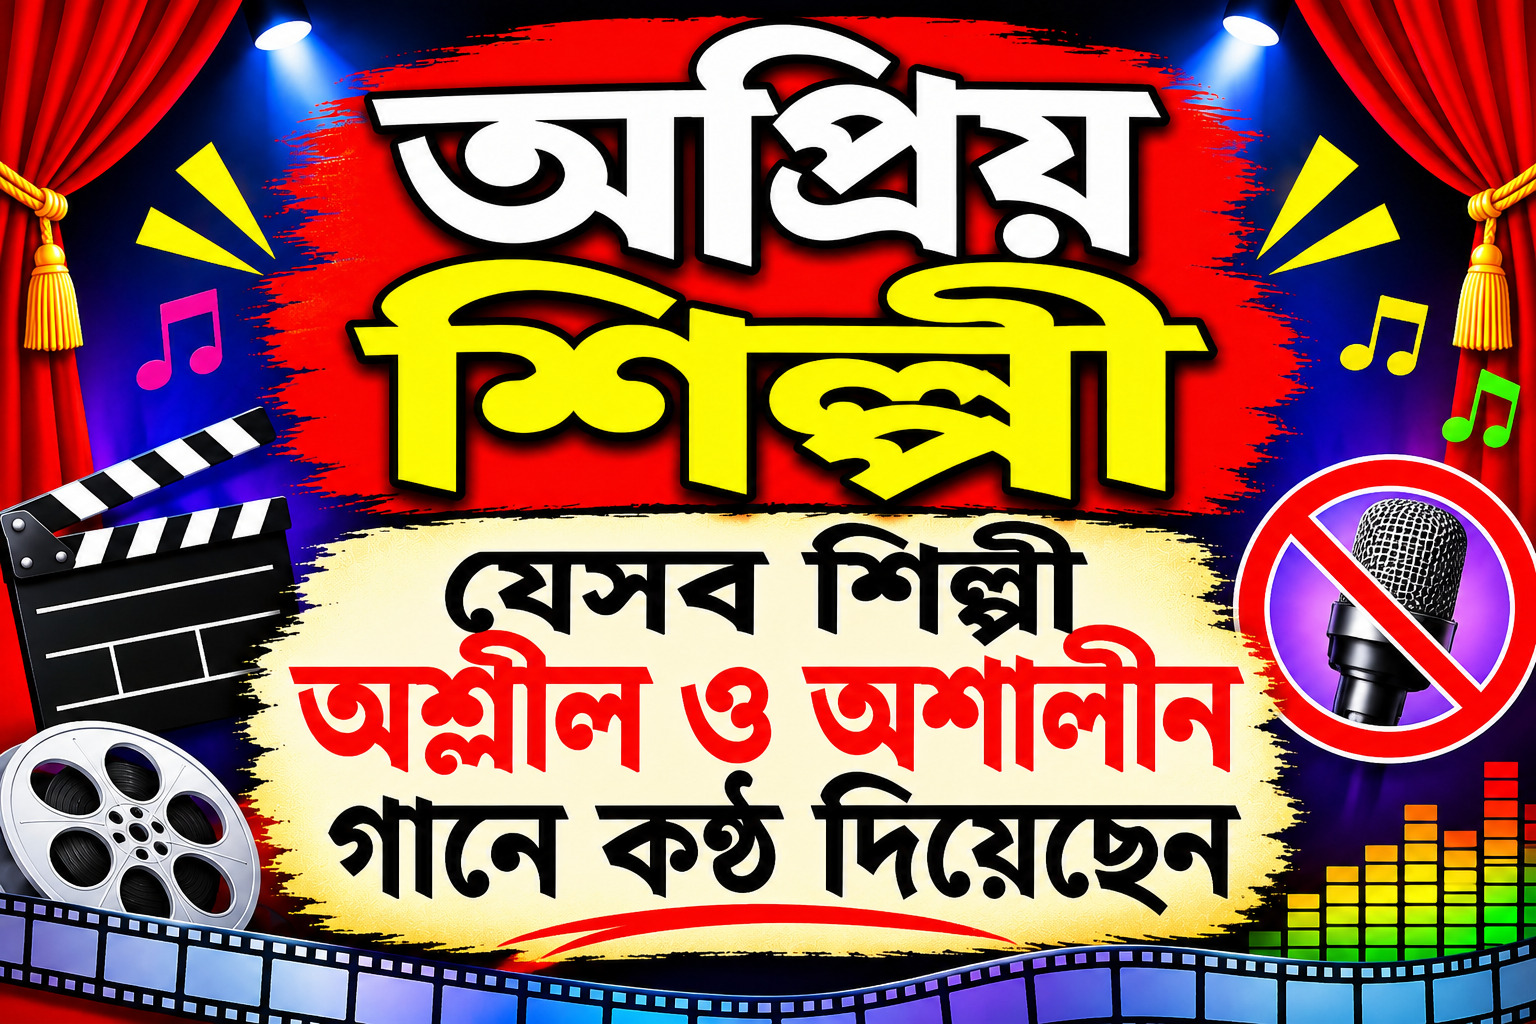 অপ্রিয়
শিল্পী
যেসব শিল্পী
অশ্লীল ও অশালীন
গানে কণ্ঠ দিয়েছেন